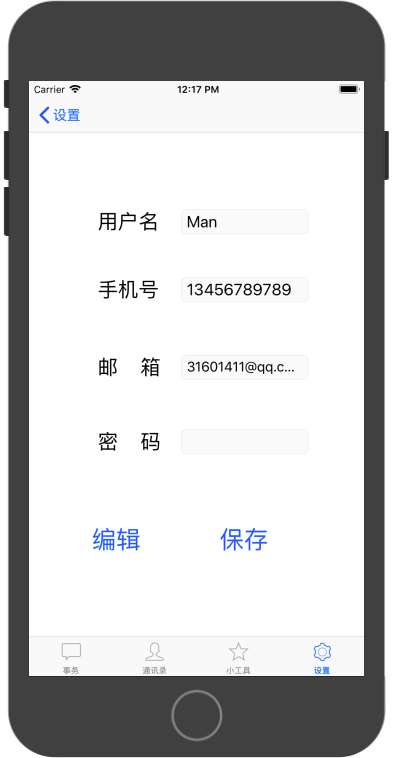 Carrier 12:17 PM
设置
用户名 Man
手机号 13456789789
邮 箱 31601411@qq.c...
密 码
编辑 保存
事务 通讯录 小工具 设置